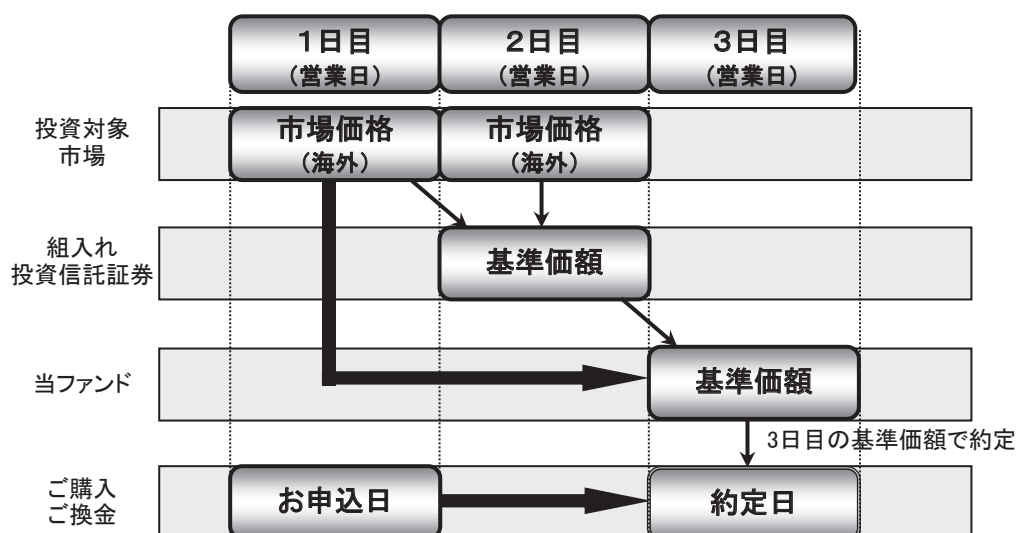 1日目
（営業日）
2日目
（営業日）
3日目
（営業日）
投資対象
市場
市場価格
（海外）
市場価格
（海外）
組入れ
投資信託証券
基準価額
当ファンド
基準価額
3日目の基準価額で約定
ご購入
ご換金
お申込日
約定日